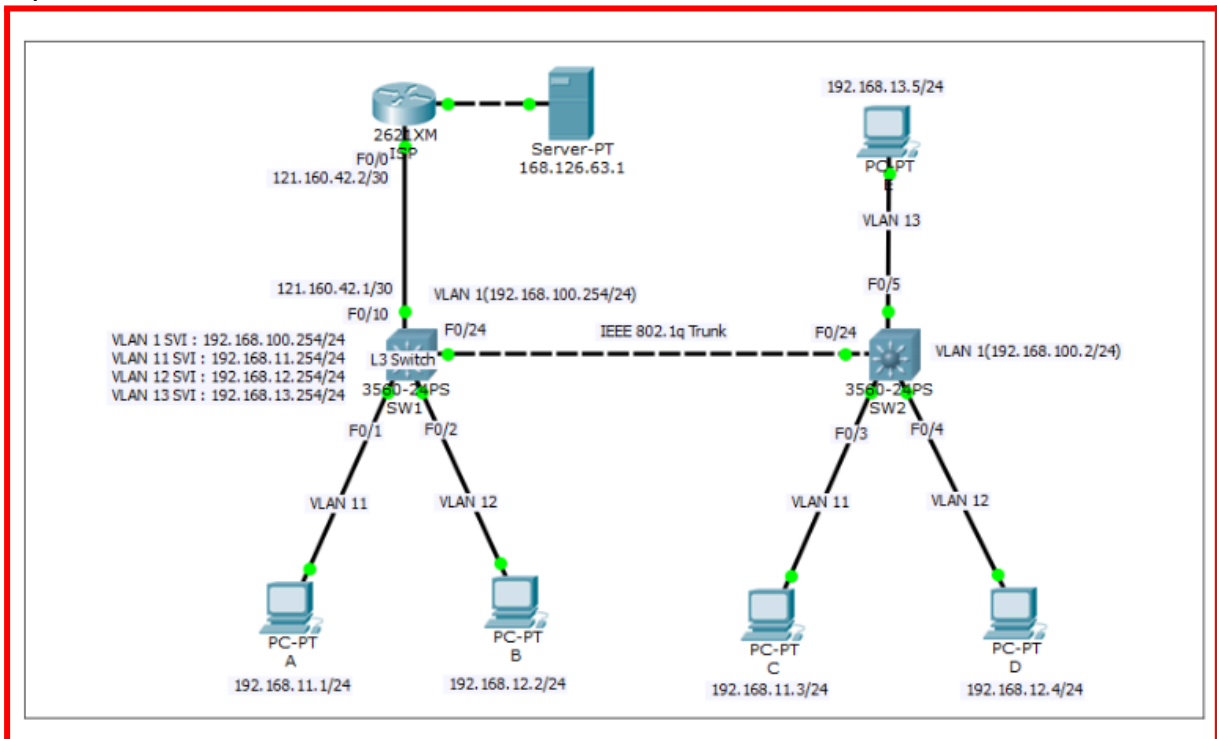 2621XM
ISP
F0/0
121.160.42.2/30
Server-PT
168.126.63.1
192.168.13.5/24
PC-PT
E
VLAN 13
F0/5
121.160.42.1/30
F0/10
VLAN 1(192.168.100.254/24)
VLAN 1 SVI : 192.168.100.254/24
VLAN 11 SVI : 192.168.11.254/24
VLAN 12 SVI : 192.168.12.254/24
VLAN 13 SVI : 192.168.13.254/24
F0/24
L3 Switch
3560-24PS
SW1
IEEE 802.1q Trunk
F0/24
VLAN 1(192.168.100.2/24)
3560-24PS
SW2
F0/1
F0/2
F0/3
F0/4
VLAN 11
VLAN 12
VLAN 11
VLAN 12
PC-PT
A
192.168.11.1/24
PC-PT
B
192.168.12.2/24
PC-PT
C
192.168.11.3/24
PC-PT
D
192.168.12.4/24